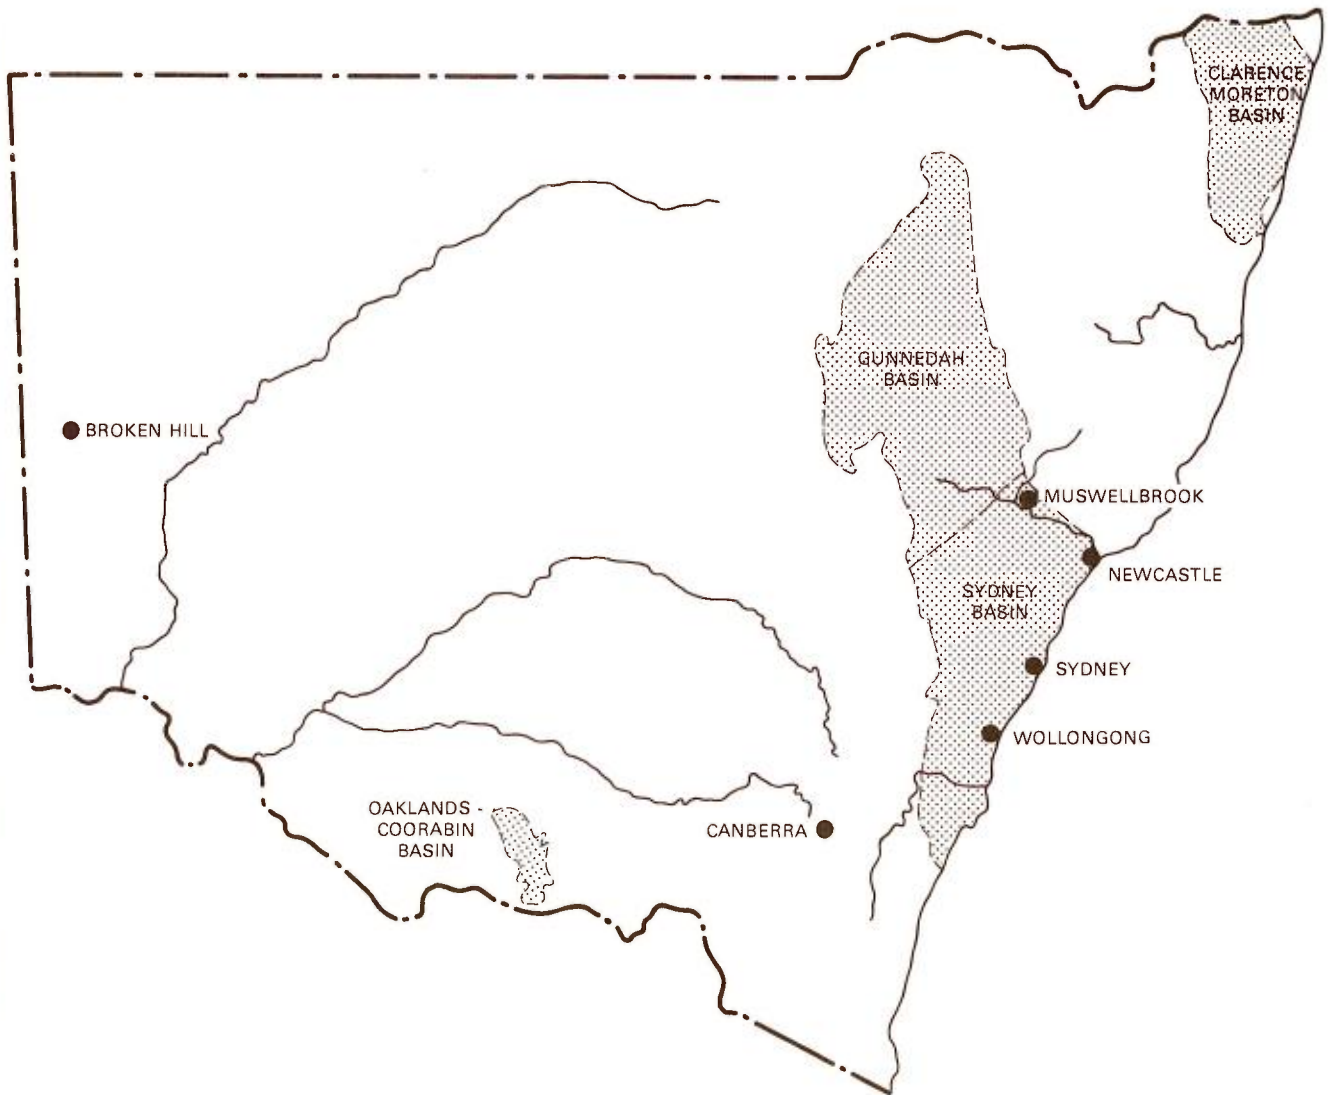 CLARENCE
MORETON
BASIN
GUNNEDAH
BASIN
BROKEN HILL
MUSWELLBROOK
NEWCASTLE
SYDNEY
BASIN
SYDNEY
WOLLONGONG
OAKLANDS -
COORABIN
BASIN
CANBERRA